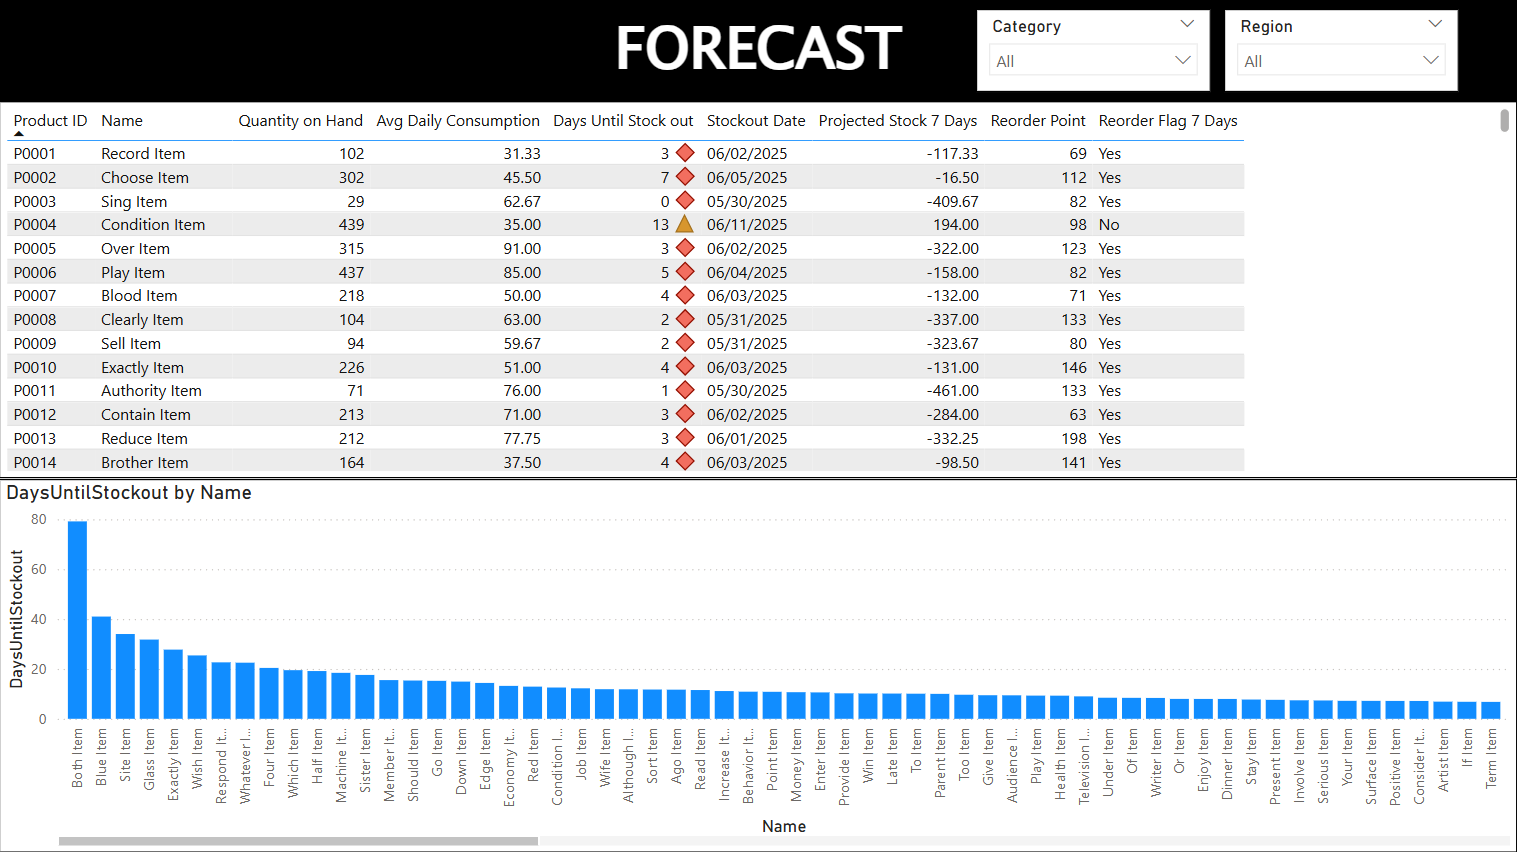 FORECAST
Category
All
Region
All
Product ID Name Quantity on Hand Avg Daily Consumption Days Until Stock out Stockout Date Projected Stock 7 Days Reorder Point Reorder Flag 7 Days
P0001 Record Item 102 31.33 3 06/02/2025 -117.33 69 Yes
P0002 Choose Item 302 45.50 7 06/05/2025 -16.50 112 Yes
P0003 Sing Item 29 62.67 0 05/30/2025 -409.67 82 Yes
P0004 Condition Item 439 35.00 13 06/11/2025 194.00 98 No
P0005 Over Item 315 91.00 3 06/02/2025 -322.00 123 Yes
P0006 Play Item 437 85.00 5 06/04/2025 -158.00 82 Yes
P0007 Blood Item 218 50.00 4 06/03/2025 -132.00 71 Yes
P0008 Clearly Item 104 63.00 2 05/31/2025 -337.00 133 Yes
P0009 Sell Item 94 59.67 2 05/31/2025 -323.67 80 Yes
P0010 Exactly Item 226 51.00 4 06/03/2025 -131.00 146 Yes
P0011 Authority Item 71 76.00 1 05/30/2025 -461.00 133 Yes
P0012 Contain Item 213 71.00 3 06/02/2025 -284.00 63 Yes
P0013 Reduce Item 212 77.75 3 06/01/2025 -332.25 198 Yes
P0014 Brother Item 164 37.50 4 06/03/2025 -98.50 141 Yes
DaysUntilStockout by Name
DaysUntilStockout
80
60
40
20
0
Both Item
Blue Item
Site Item
Glass Item
Exactly Item
Wish Item
Respond It...
Whatever I...
Four Item
Which Item
Half Item
Machine It...
Sister Item
Member It...
Should Item
Go Item
Down Item
Edge Item
Economy It...
Red Item
Condition I...
Job Item
Wife Item
Although I...
Sort Item
Ago Item
Read Item
Increase It...
Behavior It...
Point Item
Money Item
Enter Item
Provide Item
Win Item
Late Item
To Item
Parent Item
Too Item
Give Item
Audience I...
Play Item
Health Item
Television I...
Under Item
Of Item
Writer Item
Or Item
Enjoy Item
Dinner Item
Stay Item
Present Item
Involve Item
Serious Item
Your Item
Surface Item
Positive Item
Consider It...
Artist Item
If Item
Term Item
Name